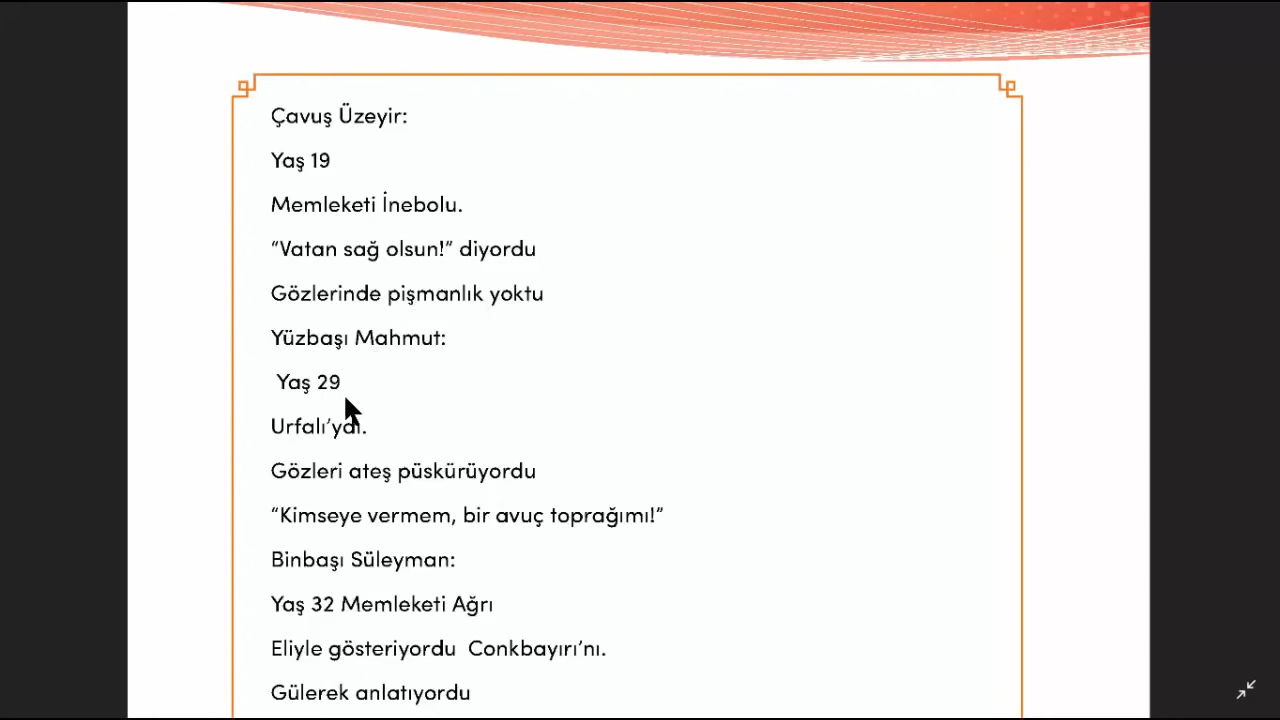 Çavuş Üzeyir:
Yaş 19
Memleketi İnebolu.
“Vatan sağ olsun!” diyordu
Gözlerinde pişmanlık yoktu
Yüzbaşı Mahmut:
Yaş 29
Urfalı’ydı.
Gözleri ateş püskürüyordu
“Kimseye vermem, bir avuç toprağımı!”
Binbaşı Süleyman:
Yaş 32 Memleketi Ağrı
Eliyle gösteriyordu  Conkbayırı’nı.
Gülerek anlatıyordu